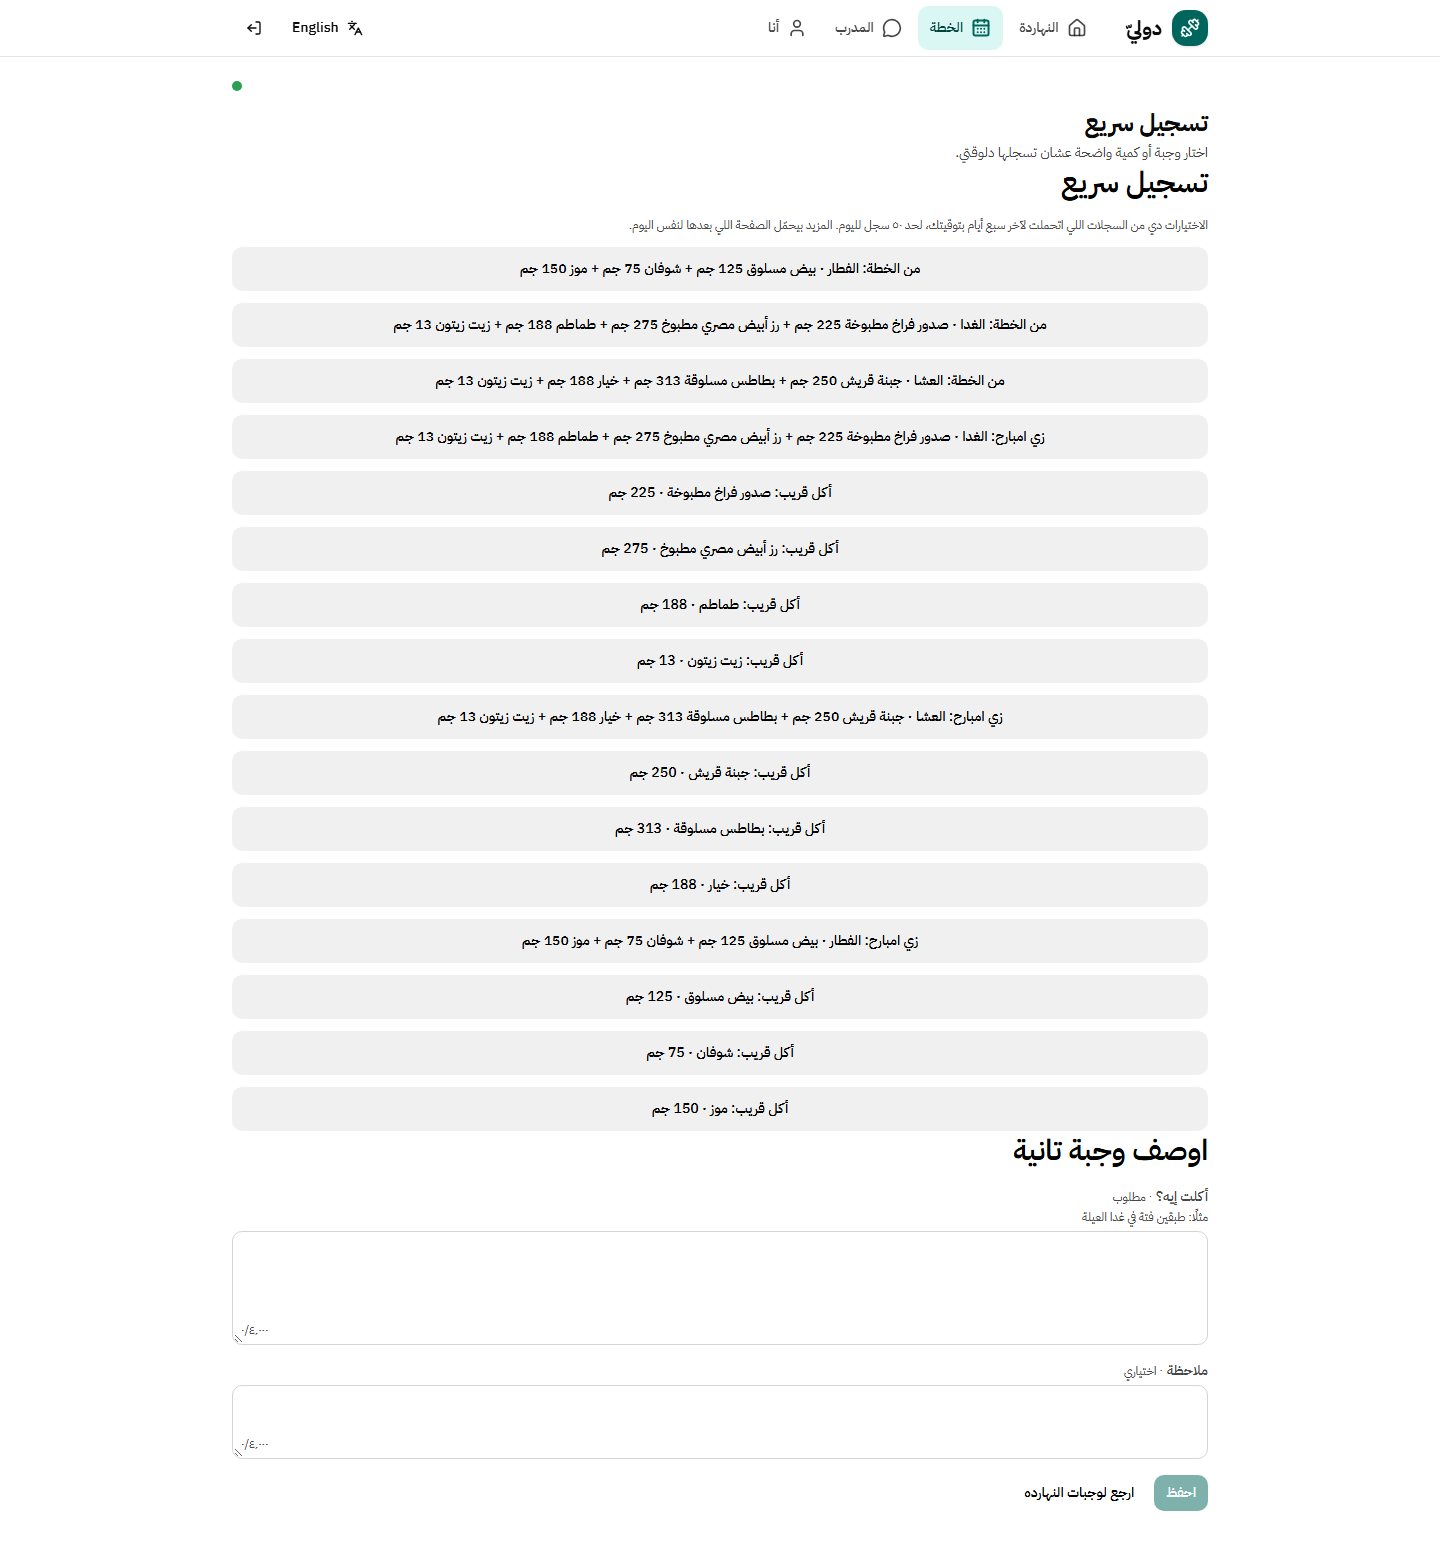 دوليّ
النهاردة
الخطة
المدرب
أنا
English
تسجيل سريع
اختار وجبة أو كمية واضحة عشان تسجلها دلوقتي.
تسجيل سريع
الاختيارات دي من السجلات اللي اتحملت لآخر سبع أيام بتوقيتك، لحد ٥٠ سجل لليوم. المزيد بيحمّل الصفحة اللي بعدها لنفس اليوم.
من الخطة: الفطار · بيض مسلوق 125 جم + شوفان 75 جم + موز 150 جم
من الخطة: الغدا · صدور فراخ مطبوخة 225 جم + رز أبيض مصري مطبوخ 275 جم + طماطم 188 جم + زيت زيتون 13 جم
من الخطة: العشا · جبنة قريش 250 جم + بطاطس مسلوقة 313 جم + خيار 188 جم + زيت زيتون 13 جم
زي امبارح: الغدا · صدور فراخ مطبوخة 225 جم + رز أبيض مصري مطبوخ 275 جم + طماطم 188 جم + زيت زيتون 13 جم
أكل قريب: صدور فراخ مطبوخة · 225 جم
أكل قريب: رز أبيض مصري مطبوخ · 275 جم
أكل قريب: طماطم · 188 جم
أكل قريب: زيت زيتون · 13 جم
زي امبارح: العشا · جبنة قريش 250 جم + بطاطس مسلوقة 313 جم + خيار 188 جم + زيت زيتون 13 جم
أكل قريب: جبنة قريش · 250 جم
أكل قريب: بطاطس مسلوقة · 313 جم
أكل قريب: خيار · 188 جم
زي امبارح: الفطار · بيض مسلوق 125 جم + شوفان 75 جم + موز 150 جم
أكل قريب: بيض مسلوق · 125 جم
أكل قريب: شوفان · 75 جم
أكل قريب: موز · 150 جم
اوصف وجبة تانية
أكلت إيه؟ · مطلوب
مثلًا: طبقين فتة في غدا العيلة
٠/٤٬٠٠٠
ملاحظة · اختياري
٠/٤٬٠٠٠
احفظ
ارجع لوجبات النهارده